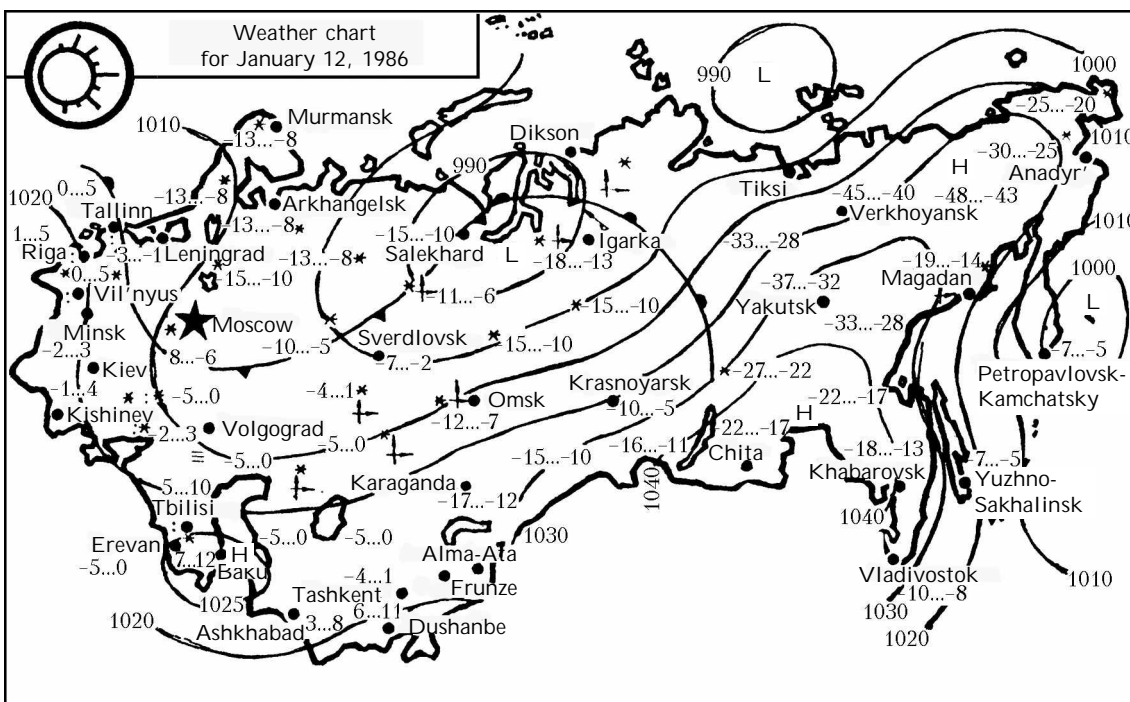 Weather chart
for January 12, 1986
990
L
1000
1010
Murmansk
-13...-8
Dikson
990
-25...-20
1010
-30...-25
H
Anadyr'
Tiksi
0...5
1020
-13...-8
Tallinn
Arkhangelsk
-13...-8
-45...-40
-48...-43
Verkhoyansk
1010
1...5
Riga
-3...-1
Leningrad
-15...-10
Salekhard
L
Igarka
-18...-13
-33...-28
-13...-8
0...5
-15...-10
-19...-14
Magadan
1000
Vil'nyus
-11...-6
-15...-10
-37...-32
Yakutsk
L
Minsk
Moscow
-33...-28
-2...3
8...-6
-10...-5
Sverdlovsk
-7...-2
-15...-10
-7...-5
Kiev
-27...-22
Petropavlovsk-
Kamchatsky
-1...4
-5...0
-4...1
Omsk
Krasnoyarsk
-10...-5
-22...-17
Kishinev
-12...-7
H
-2...3
Volgograd
-5...0
-16...-11
-22...-17
Chita
-18...-13
-5...0
-15...-10
Khabarovsk
-7...-5
5...10
Karaganda
-17...-12
1040
Yuzhno-
Sakhalinsk
Tbilisi
1040
Erevan
-5...0
-5...0
1030
7...12
H
Baku
-5...0
Alma-Ata
Frunze
-4...1
Vladivostok
-10...-8
1010
1025
Tashkent
6...11
1030
1020
Ashkhabad
3...8
Dushanbe
1020